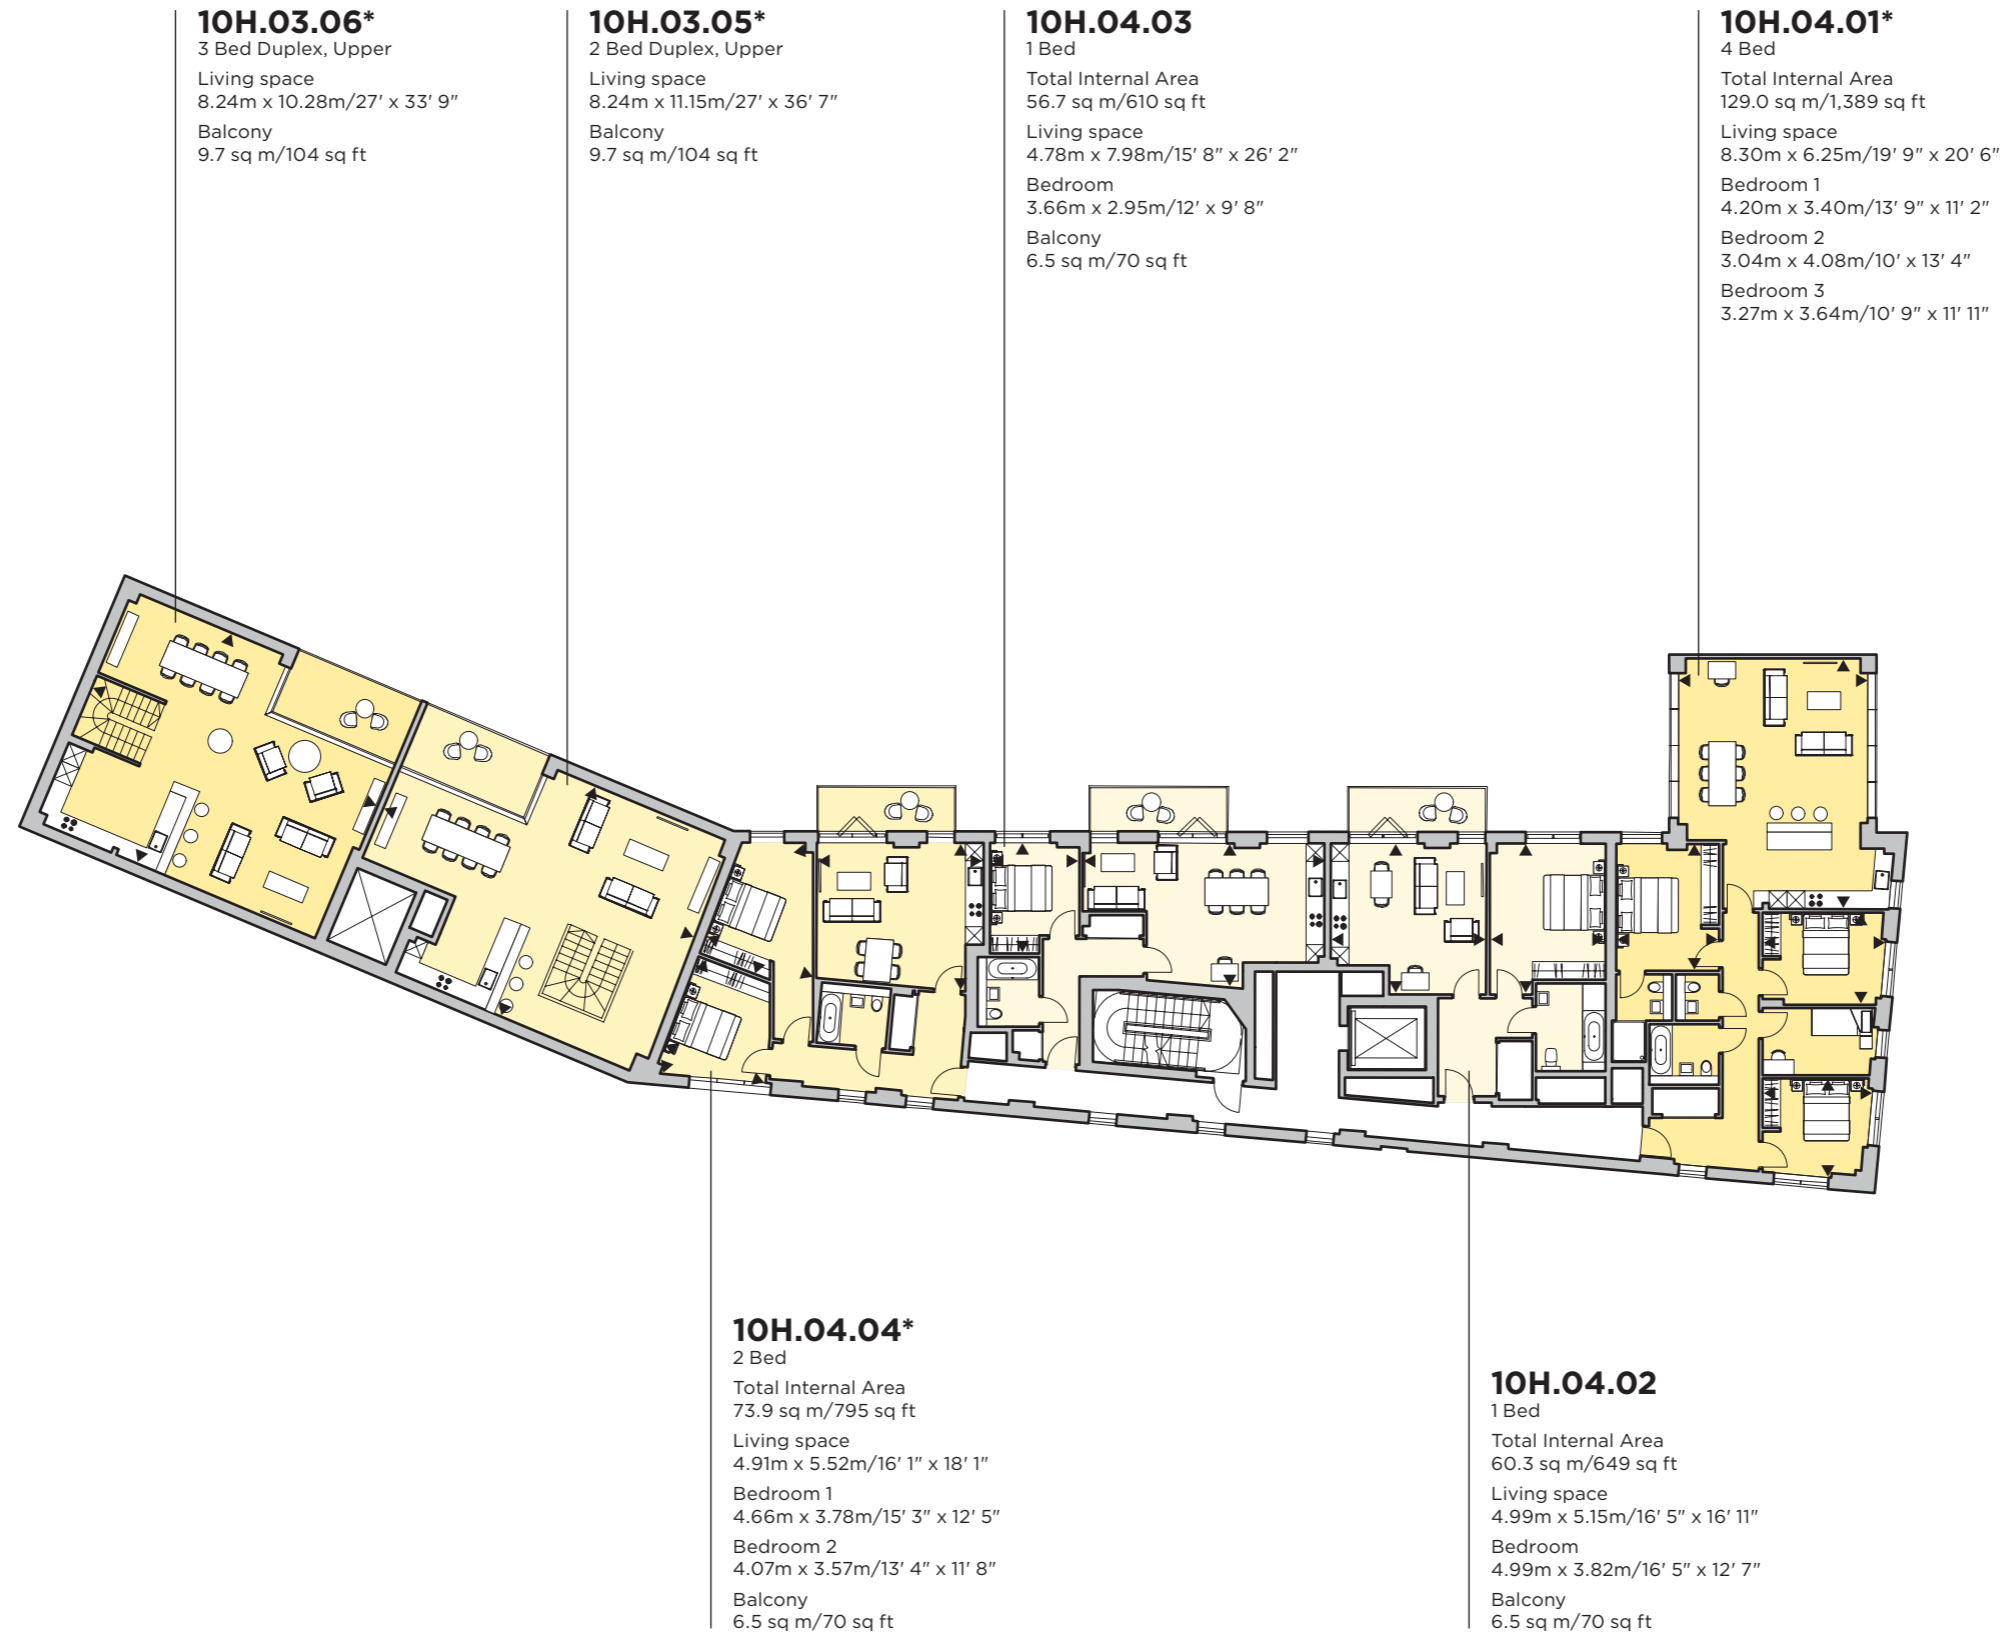 10H.03.06*
3 Bed Duplex, Upper
Living space
8.24m x 10.28m/27' x 33' 9"
Balcony
9.7 sq m/104 sq ft
10H.03.05*
2 Bed Duplex, Upper
Living space
8.24m x 11.15m/27' x 36' 7"
Balcony
9.7 sq m/104 sq ft
10H.04.03
1 Bed
Total Internal Area
56.7 sq m/610 sq ft
Living space
4.78m x 7.98m/15' 8" x 26' 2"
Bedroom
3.66m x 2.95m/12' x 9' 8"
Balcony
6.5 sq m/70 sq ft
10H.04.01*
4 Bed
Total Internal Area
129.0 sq m/1,389 sq ft
Living space
8.30m x 6.25m/19' 9" x 20' 6"
Bedroom 1
4.20m x 3.40m/13' 9" x 11' 2"
Bedroom 2
3.04m x 4.08m/10' x 13' 4"
Bedroom 3
3.27m x 3.64m/10' 9" x 11' 11"
10H.04.04*
2 Bed
Total Internal Area
73.9 sq m/795 sq ft
Living space
4.91m x 5.52m/16' 1" x 18' 1"
Bedroom 1
4.66m x 3.78m/15' 3" x 12' 5"
Bedroom 2
4.07m x 3.57m/13' 4" x 11' 8"
Balcony
6.5 sq m/70 sq ft
10H.04.02
1 Bed
Total Internal Area
60.3 sq m/649 sq ft
Living space
4.99m x 5.15m/16' 5" x 16' 11"
Bedroom
4.99m x 3.82m/16' 5" x 12' 7"
Balcony
6.5 sq m/70 sq ft